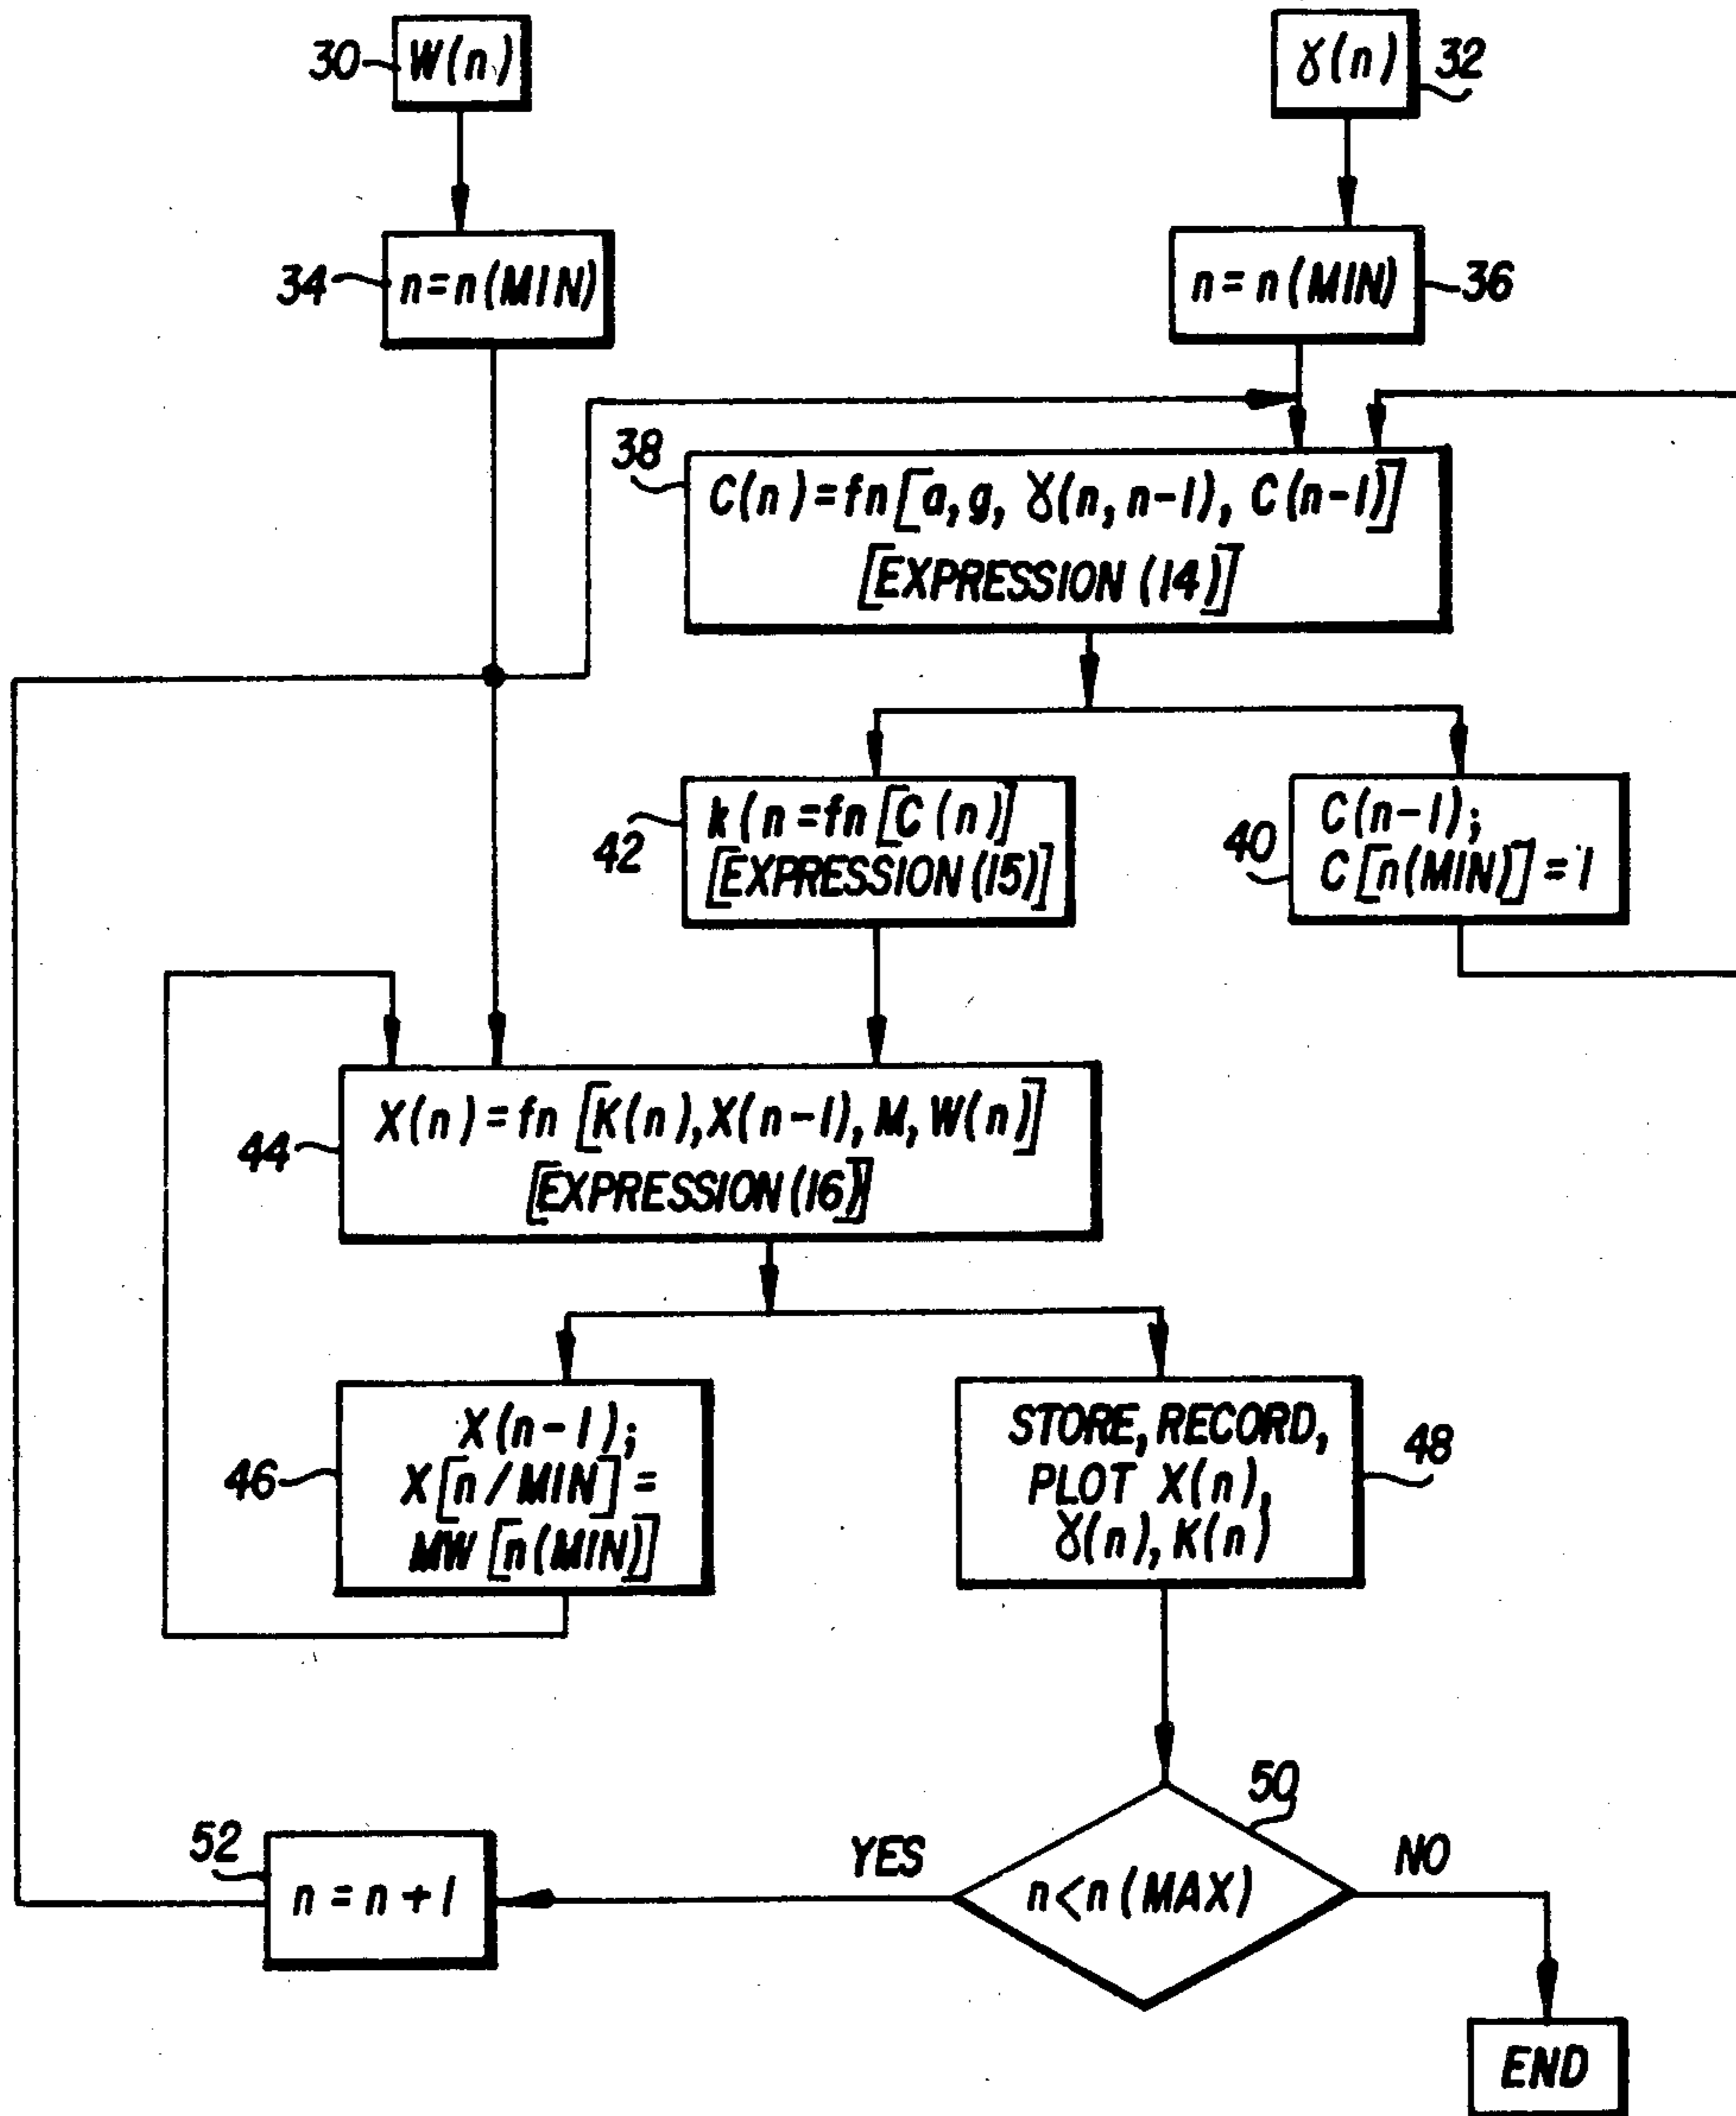 30
W(n)
γ(n)
32
34
n=n(MIN)
n=n(MIN)
36
38
C(n)=fn[a,g, γ(n,n-1), C(n-1)]
[EXPRESSION (14)]
42
k(n=fn[C(n)]
[EXPRESSION (15)]
40
C(n-1);
C[n(MIN)]=1
44
X(n)=fn [K(n),X(n-1),M,W(n)]
[EXPRESSION (16)]
46
X(n-1);
X[n/MIN]=
MW[n(MIN)]
STORE, RECORD,
PLOT X(n),
γ(n),K(n)
48
50
52
n=n+1
YES
n<n(MAX)
NO
END